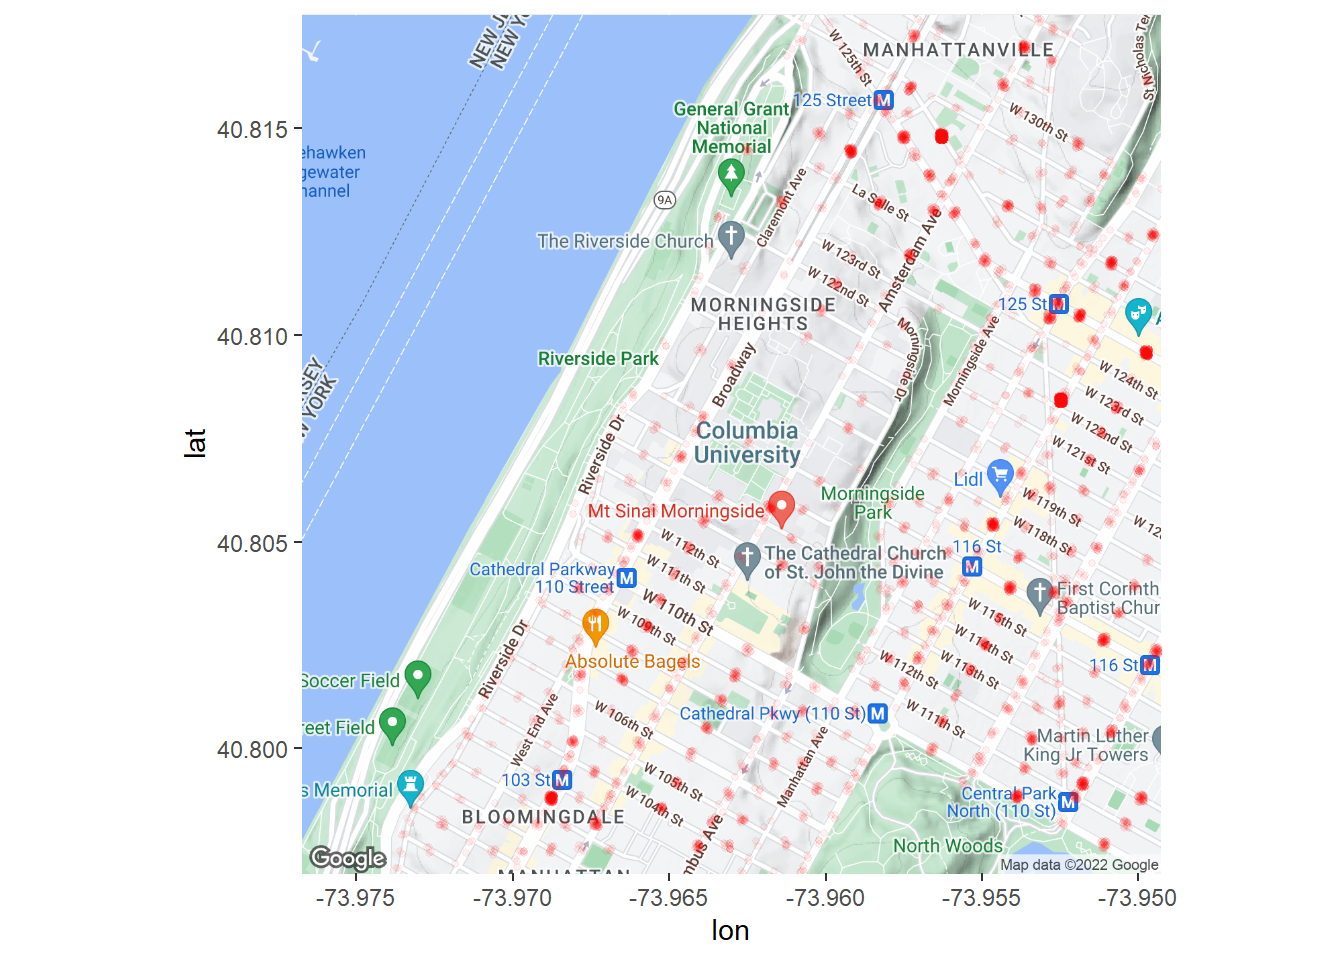 NEW JE
NEW YO
W 125th St
MANHATTANVILLE
St Nicholas Ter
125 Street
M
General Grant
National
Memorial
W 130th St
40.815
ehawken
gewater
hannel
9A
Claremont Ave
La Salle St
The Riverside Church
W 123rd St
Amsterdam Ave
W 122nd St
MORNINGSIDE
HEIGHTS
125 St
M
A
40.810
Riverside Park
RSEY
W YORK
Broadway
Morningside Dr
Morningside Ave
W 124th St
W 123rd St
W 122nd St
W 121st St
lat
Columbia
University
Riverside Dr
Lidl
Morningside
Park
W 119th St
Mt Sinai Morningside
W 118th St
W 12
40.805
W 112th St
116 St
M
The Cathedral Church
of St. John the Divine
W 111th St
Cathedral Parkway
110 Street
M
First Corinth
Baptist Chur
W 110th St
W 109th St
W 115th St
W 114th St
Absolute Bagels
W 113th St
116 St
M
W 112th St
Riverside Dr
Soccer Field
reet Field
Cathedral Pkwy (110 St)
M
W 111th St
W 106th St
West End Ave
Manhattan Ave
Martin Luther
King Jr Towers
40.800
s Memorial
103 St
M
W 105th St
W 104th St
Central Park
North (110 St)
M
BLOOMINGDALE
mbus Ave
North Woods
Google
MANHATTAN
Map data ©2022 Google
-73.975
-73.970
-73.965
-73.960
-73.955
-73.950
lon